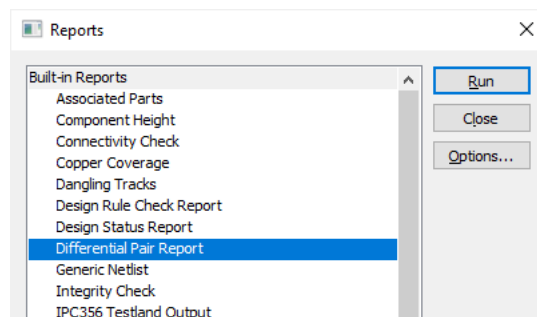 Reports
Built-in Reports
Run
Associated Parts
Component Height
Close
Connectivity Check
Copper Coverage
Options...
Dangling Tracks
Design Rule Check Report
Design Status Report
Differential Pair Report
Generic Netlist
Integrity Check
IPC356 Testland Output